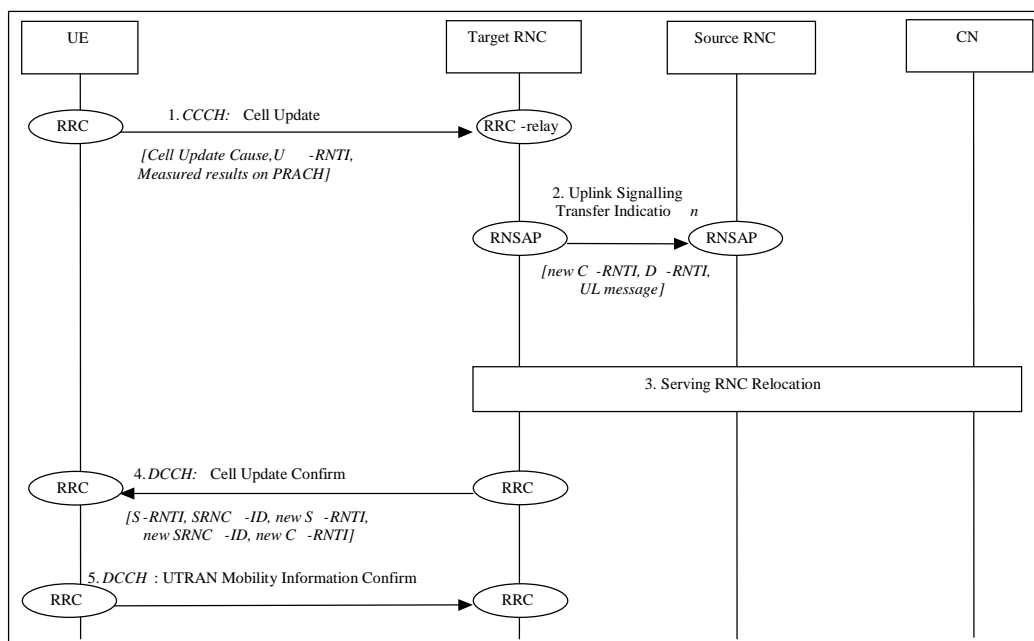 UE
Target RNC
Source RNC
CN
RRC
1. CCCH: Cell Update
RRC -relay
[Cell Update Cause,U -RNTI,
Measured results on PRACH]
2. Uplink Signalling
Transfer Indicatio n
RNSAP
RNSAP
[new C -RNTI, D -RNTI,
UL message]
3. Serving RNC Relocation
RRC
4. DCCH: Cell Update Confirm
RRC
[S -RNTI, SRNC -ID, new S -RNTI,
new SRNC -ID, new C -RNTI]
5. DCCH : UTRAN Mobility Information Confirm
RRC
RRC